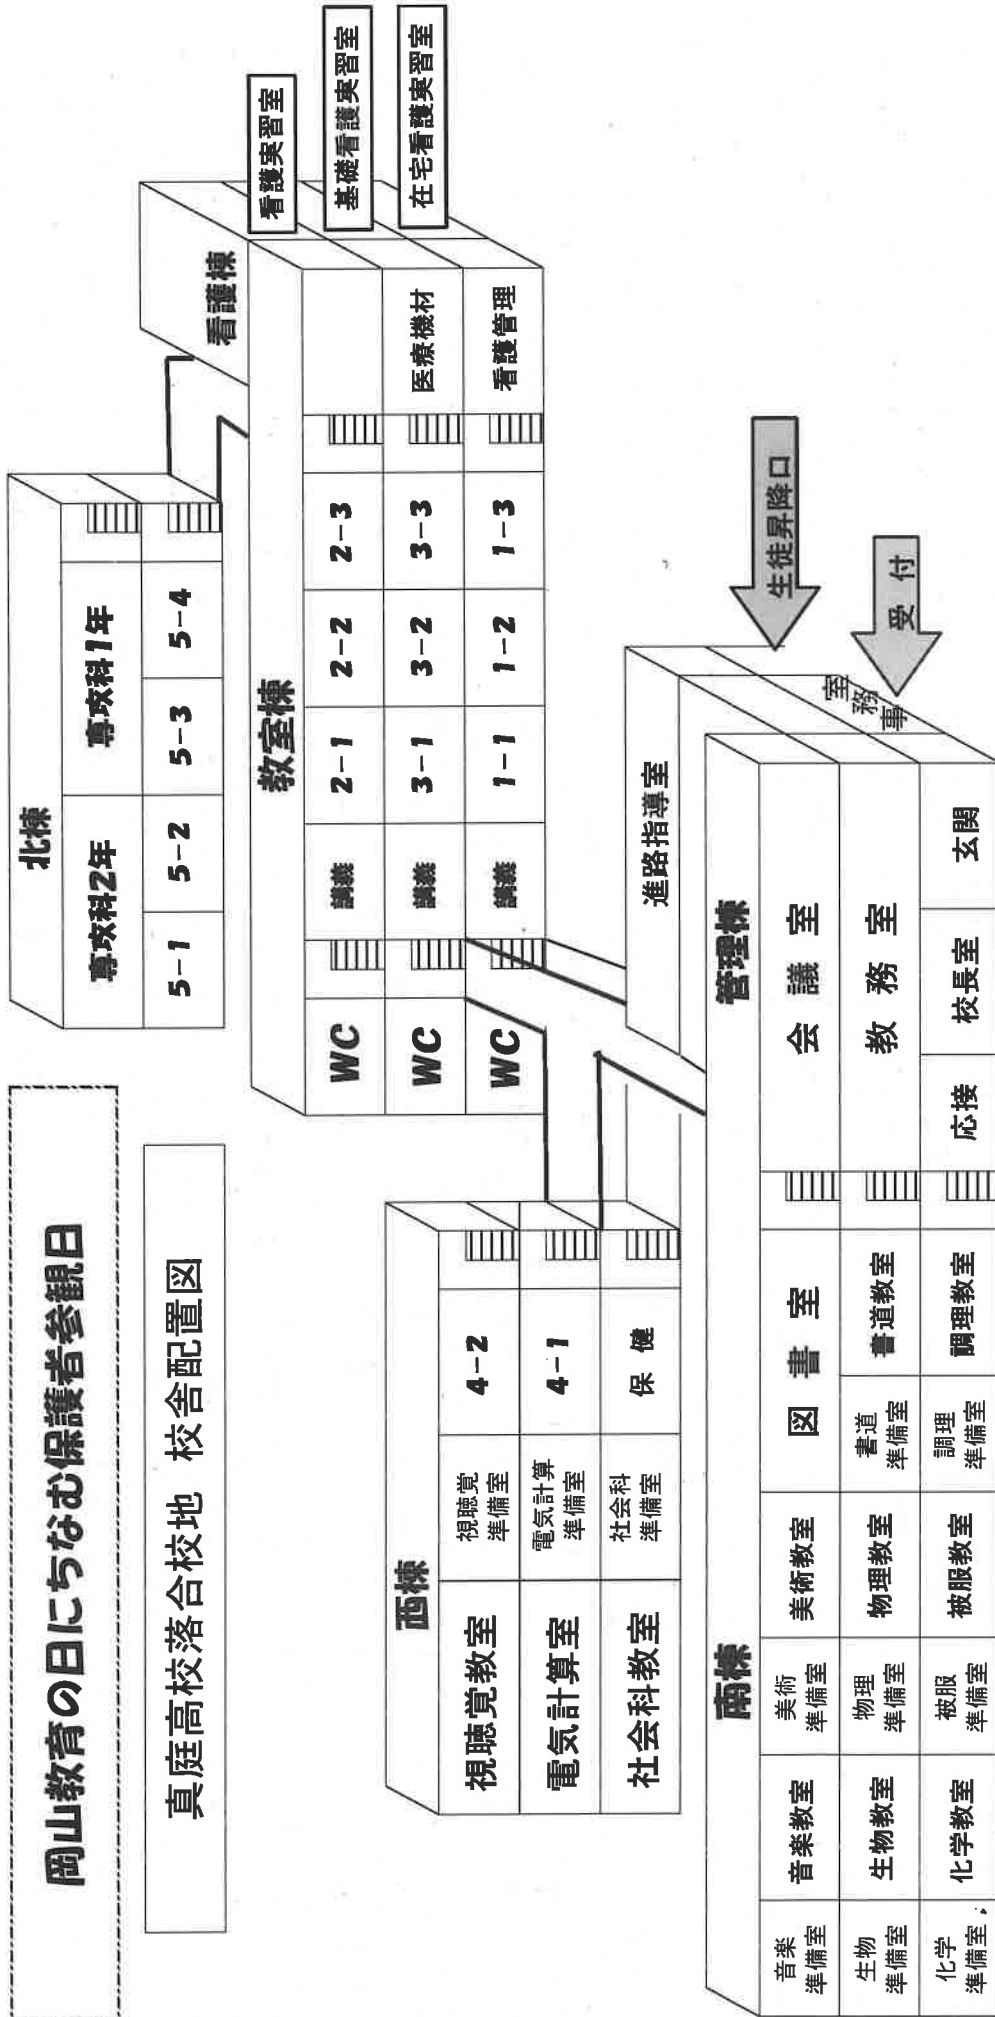 岡山教育の日にちなむ保護者参観日
真庭高校落合校地 校舎配置図
北棟
専攻科2年
専攻科1年
5-1
5-2
5-3
5-4
看護棟
看護実習室
基礎看護実習室
在宅看護実習室
教室棟
WC
講義
2-1
2-2
2-3
WC
講義
3-1
3-2
3-3
医療機材
WC
講義
1-1
1-2
1-3
看護管理
西棟
視聴覚教室
視聴覚
準備室
4-2
電気計算室
電気計算
準備室
4-1
社会科教室
社会科
準備室
保 健
進路指導室
生徒昇降口
受 付
南棟
管理棟
音楽
準備室
音楽教室
美術
準備室
美術教室
図 書 室
会 議 室
生物
準備室
生物教室
物理
準備室
物理教室
書道
準備室
書道教室
教 務 室
事務室
化学
準備室
化学教室
被服
準備室
被服教室
調理
準備室
調理教室
応接
校長室
玄関